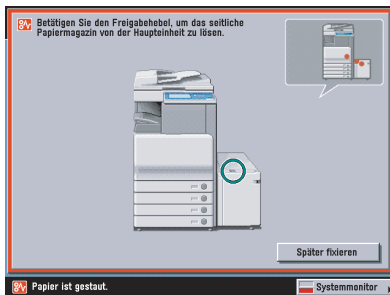 Betätigen Sie den Freigabehebel, um das seitliche
Papiermagazin von der Haupteinheit zu lösen.
Später fixieren
Papier ist gestaut.
Systemmonitor